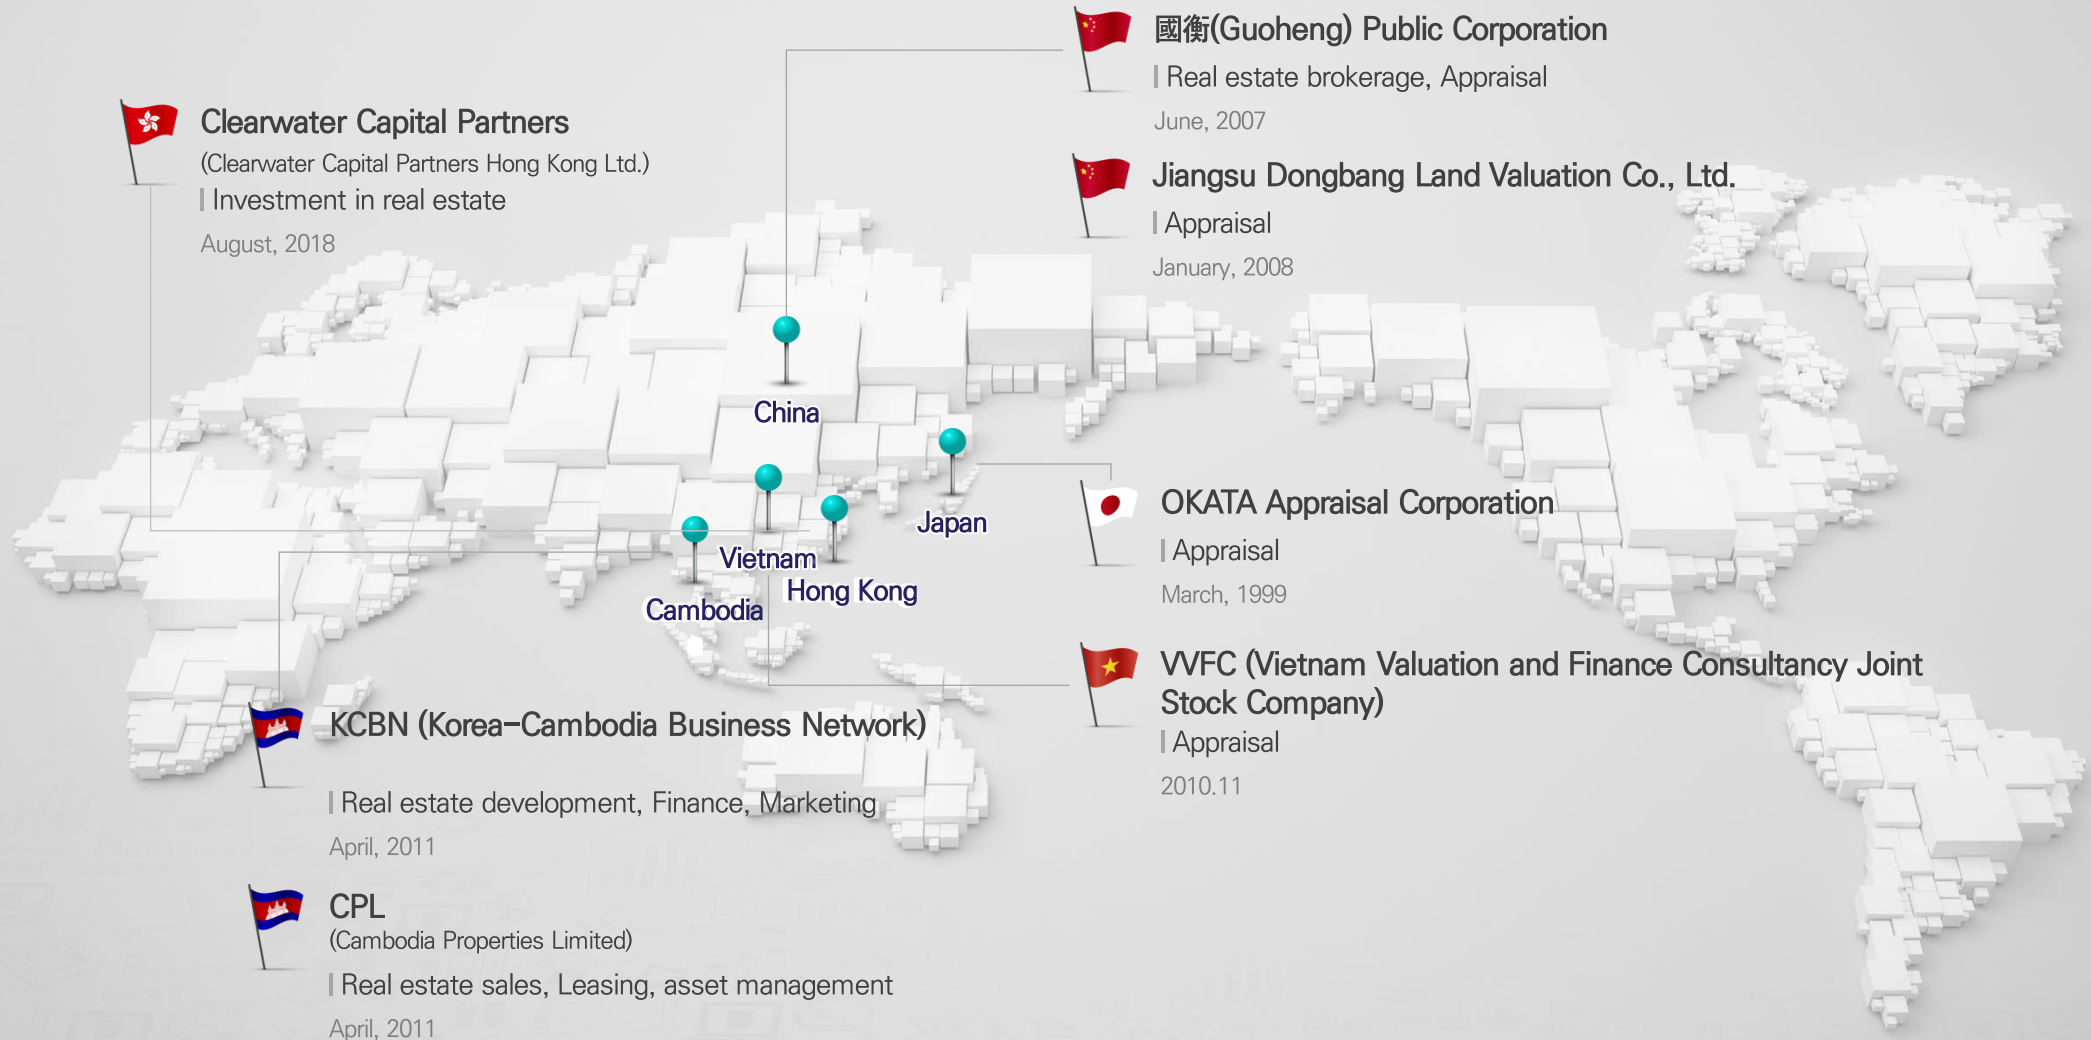 國衡(Guoheng) Public Corporation
Real estate brokerage, Appraisal
June, 2007
Clearwater Capital Partners
(Clearwater Capital Partners Hong Kong Ltd.)
Investment in real estate
August, 2018
Jiangsu Dongbang Land Valuation Co., Ltd.
Appraisal
January, 2008
China
Japan
Vietnam
Hong Kong
Cambodia
OKATA Appraisal Corporation
Appraisal
March, 1999
VVFC (Vietnam Valuation and Finance Consultancy Joint
Stock Company)
Appraisal
2010.11
KCBN (Korea-Cambodia Business Network)
Real estate development, Finance, Marketing
April, 2011
CPL
(Cambodia Properties Limited)
Real estate sales, Leasing, asset management
April, 2011